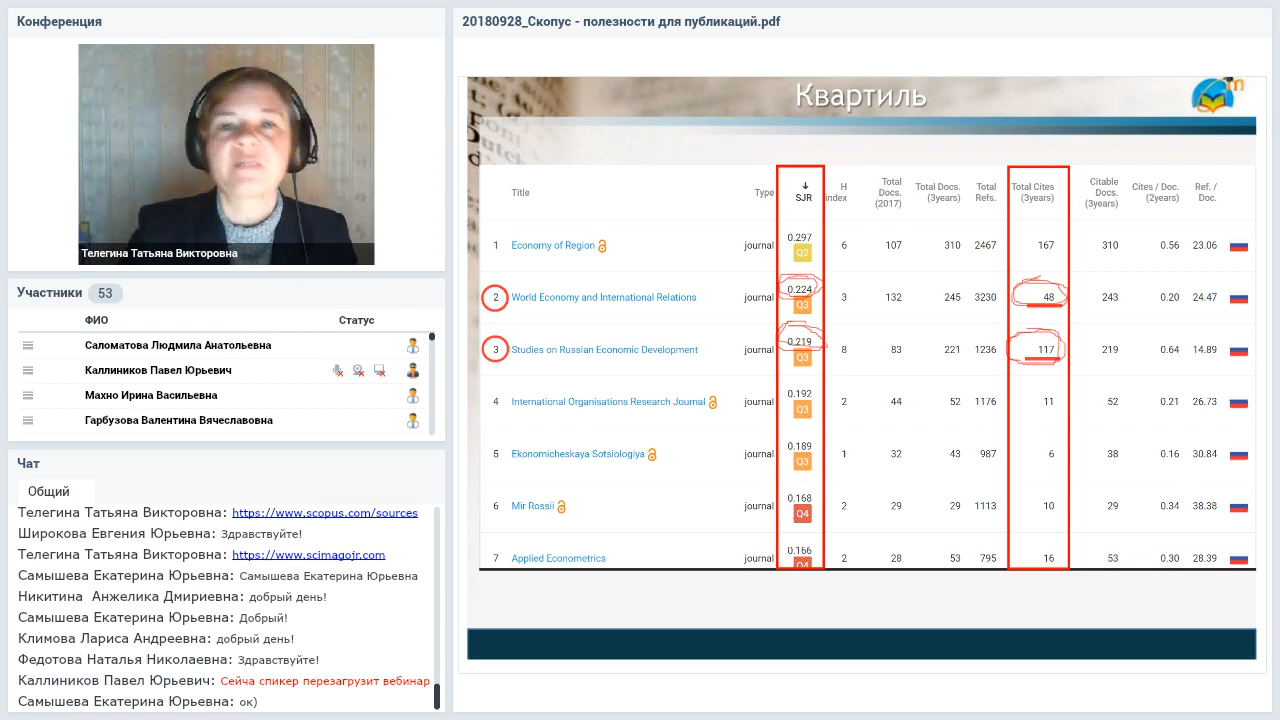 Конференция
Телегина Татьяна Викторовна
Участники 53
ФИО Статус
Саломатова Людмила Анатольевна
Каллиников Павел Юрьевич
Махно Ирина Васильевна
Гарбузова Валентина Вячеславовна
Чат
Общий
Телегина Татьяна Викторовна: https://www.scopus.com/sources
Широкова Евгения Юрьевна: Здравствуйте!
Телегина Татьяна Викторовна: https://www.scimagojr.com
Самышева Екатерина Юрьевна: Самышева Екатерина Юрьевна
Никитина Анжелика Дмириевна: добрый день!
Самышева Екатерина Юрьевна: Добрый!
Климова Лариса Андреевна: добрый день!
Федотова Наталья Николаевна: Здравствуйте!
Каллиников Павел Юрьевич: Сейча спикер перезагрузит вебинар
Самышева Екатерина Юрьевна: ок)
20180928_Скопус - полезности для публикаций.pdf
Квартиль
Title Type ↓ SJR H index Total Docs. (2017) Total Docs. (3years) Total Refs. Total Cites (3years) Citable Docs. (3years) Cites / Doc. (2years) Ref. / Doc.
1 Economy of Region journal 0.297 Q2 6 107 310 2467 167 310 0.56 23.06
2 World Economy and International Relations journal 0.224 Q3 3 132 245 3230 48 243 0.20 24.47
3 Studies on Russian Economic Development journal 0.219 Q3 8 83 221 1236 117 219 0.64 14.89
4 International Organisations Research Journal journal 0.192 Q3 2 44 52 1176 11 52 0.21 26.73
5 Ekonomicheskaya Sotsiologiya journal 0.189 Q3 1 32 43 987 6 38 0.16 30.84
6 Mir Rossii journal 0.168 Q4 2 29 29 1113 10 29 0.34 38.38
7 Applied Econometrics journal 0.166 Q4 2 28 53 795 16 53 0.30 28.39